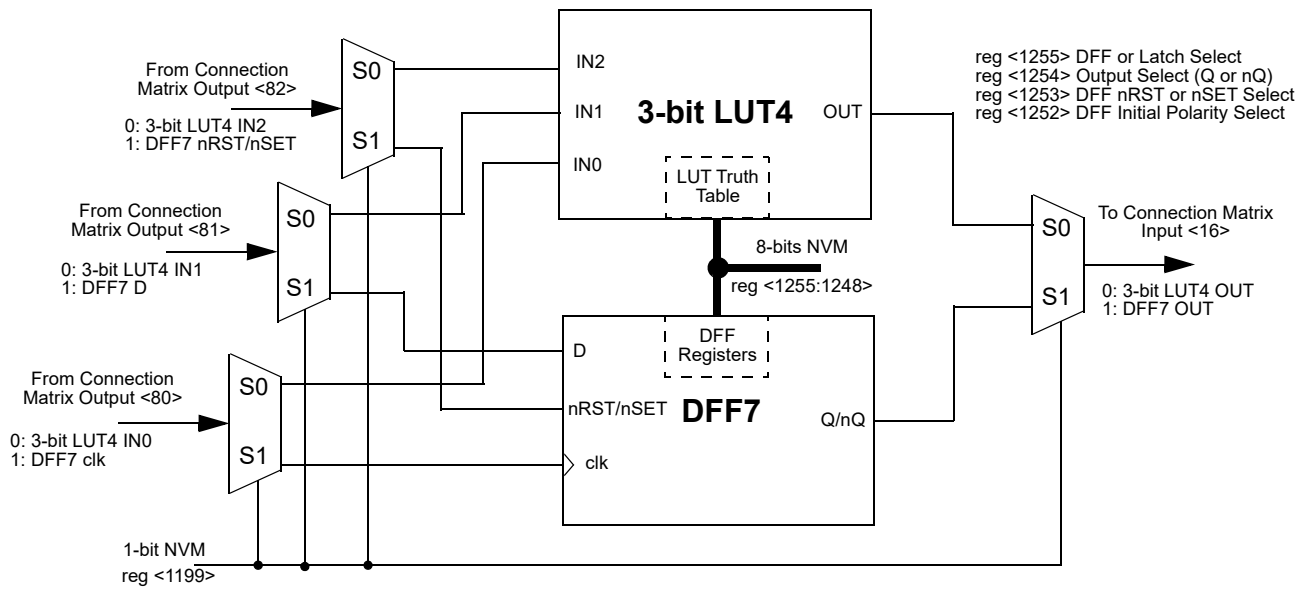 From Connection
Matrix Output <82>
0: 3-bit LUT4 IN2
1: DFF7 nRST/nSET
S0
S1
From Connection
Matrix Output <81>
0: 3-bit LUT4 IN1
1: DFF7 D
S0
S1
From Connection
Matrix Output <80>
0: 3-bit LUT4 IN0
1: DFF7 clk
S0
S1
1-bit NVM
reg <1199>
IN2
IN1
IN0
3-bit LUT4
OUT
LUT Truth
Table
8-bits NVM
reg <1255:1248>
DFF
Registers
D
nRST/nSET
clk
DFF7
Q/nQ
reg <1255> DFF or Latch Select
reg <1254> Output Select (Q or nQ)
reg <1253> DFF nRST or nSET Select
reg <1252> DFF Initial Polarity Select
S0
S1
To Connection Matrix
Input <16>
0: 3-bit LUT4 OUT
1: DFF7 OUT